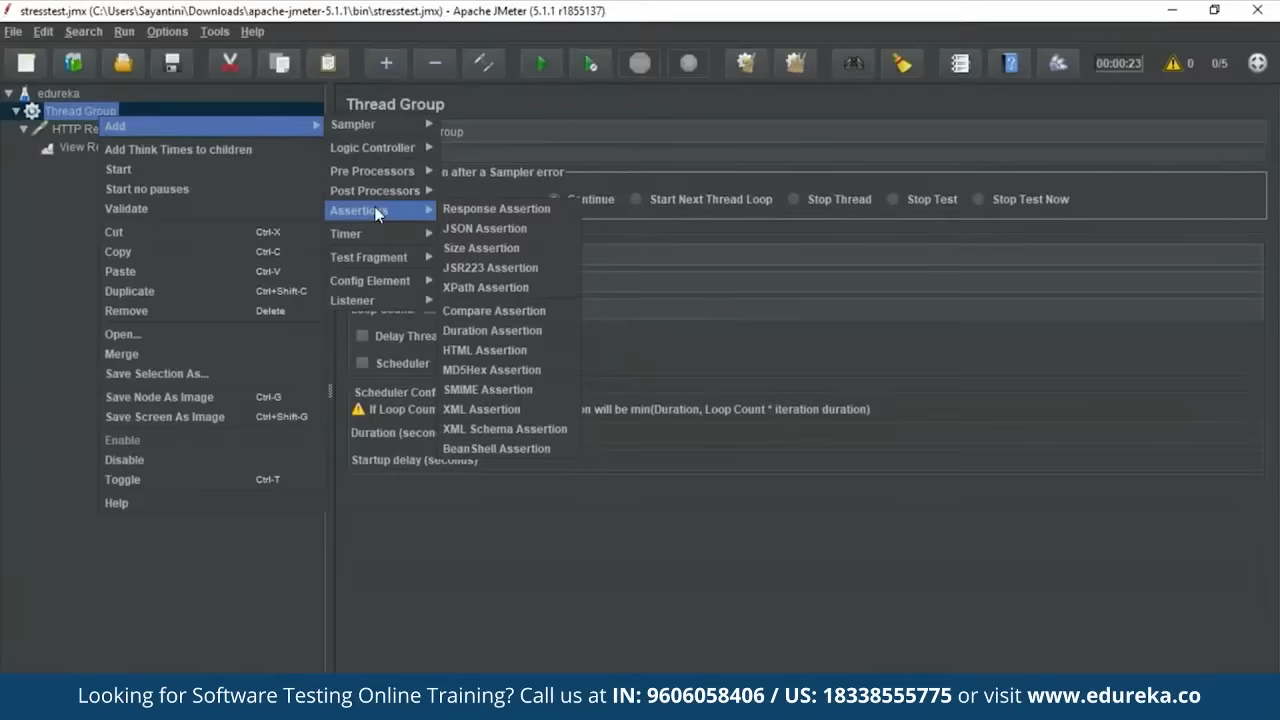 stresstest.jmx (C:\Users\Sayantini\Downloads\apache-jmeter-5.1.1\bin\stresstest.jmx) - Apache JMeter (5.1.1 r1855137)
File Edit Search Run Options Tools Help
00:00:23 0 0/5
edureka
Thread Group
HTTP Re
View R
Add
Add Think Times to children
Start
Start no pauses
Validate
Cut Ctrl-X
Copy Ctrl-C
Paste Ctrl-V
Duplicate Ctrl+Shift-C
Remove Delete
Open...
Merge
Save Selection As...
Save Node As Image Ctrl-G
Save Screen As Image Ctrl+Shift-G
Enable
Disable
Toggle Ctrl-T
Help
Sampler
Logic Controller
Pre Processors
Post Processors
Assertions
Timer
Test Fragment
Config Element
Listener
Response Assertion
JSON Assertion
Size Assertion
JSR223 Assertion
XPath Assertion
Compare Assertion
Duration Assertion
HTML Assertion
MD5Hex Assertion
SMIME Assertion
XML Assertion
XML Schema Assertion
BeanShell Assertion
Thread Group
roup
n after a Sampler error
ntinue Start Next Thread Loop Stop Thread Stop Test Stop Test Now
Delay Threa
Scheduler
Scheduler Conf
If Loop Coun n will be min(Duration, Loop Count * iteration duration)
Duration (secon
Startup delay (seconds)
Looking for Software Testing Online Training? Call us at IN: 9606058406 / US: 18338555775 or visit www.edureka.co